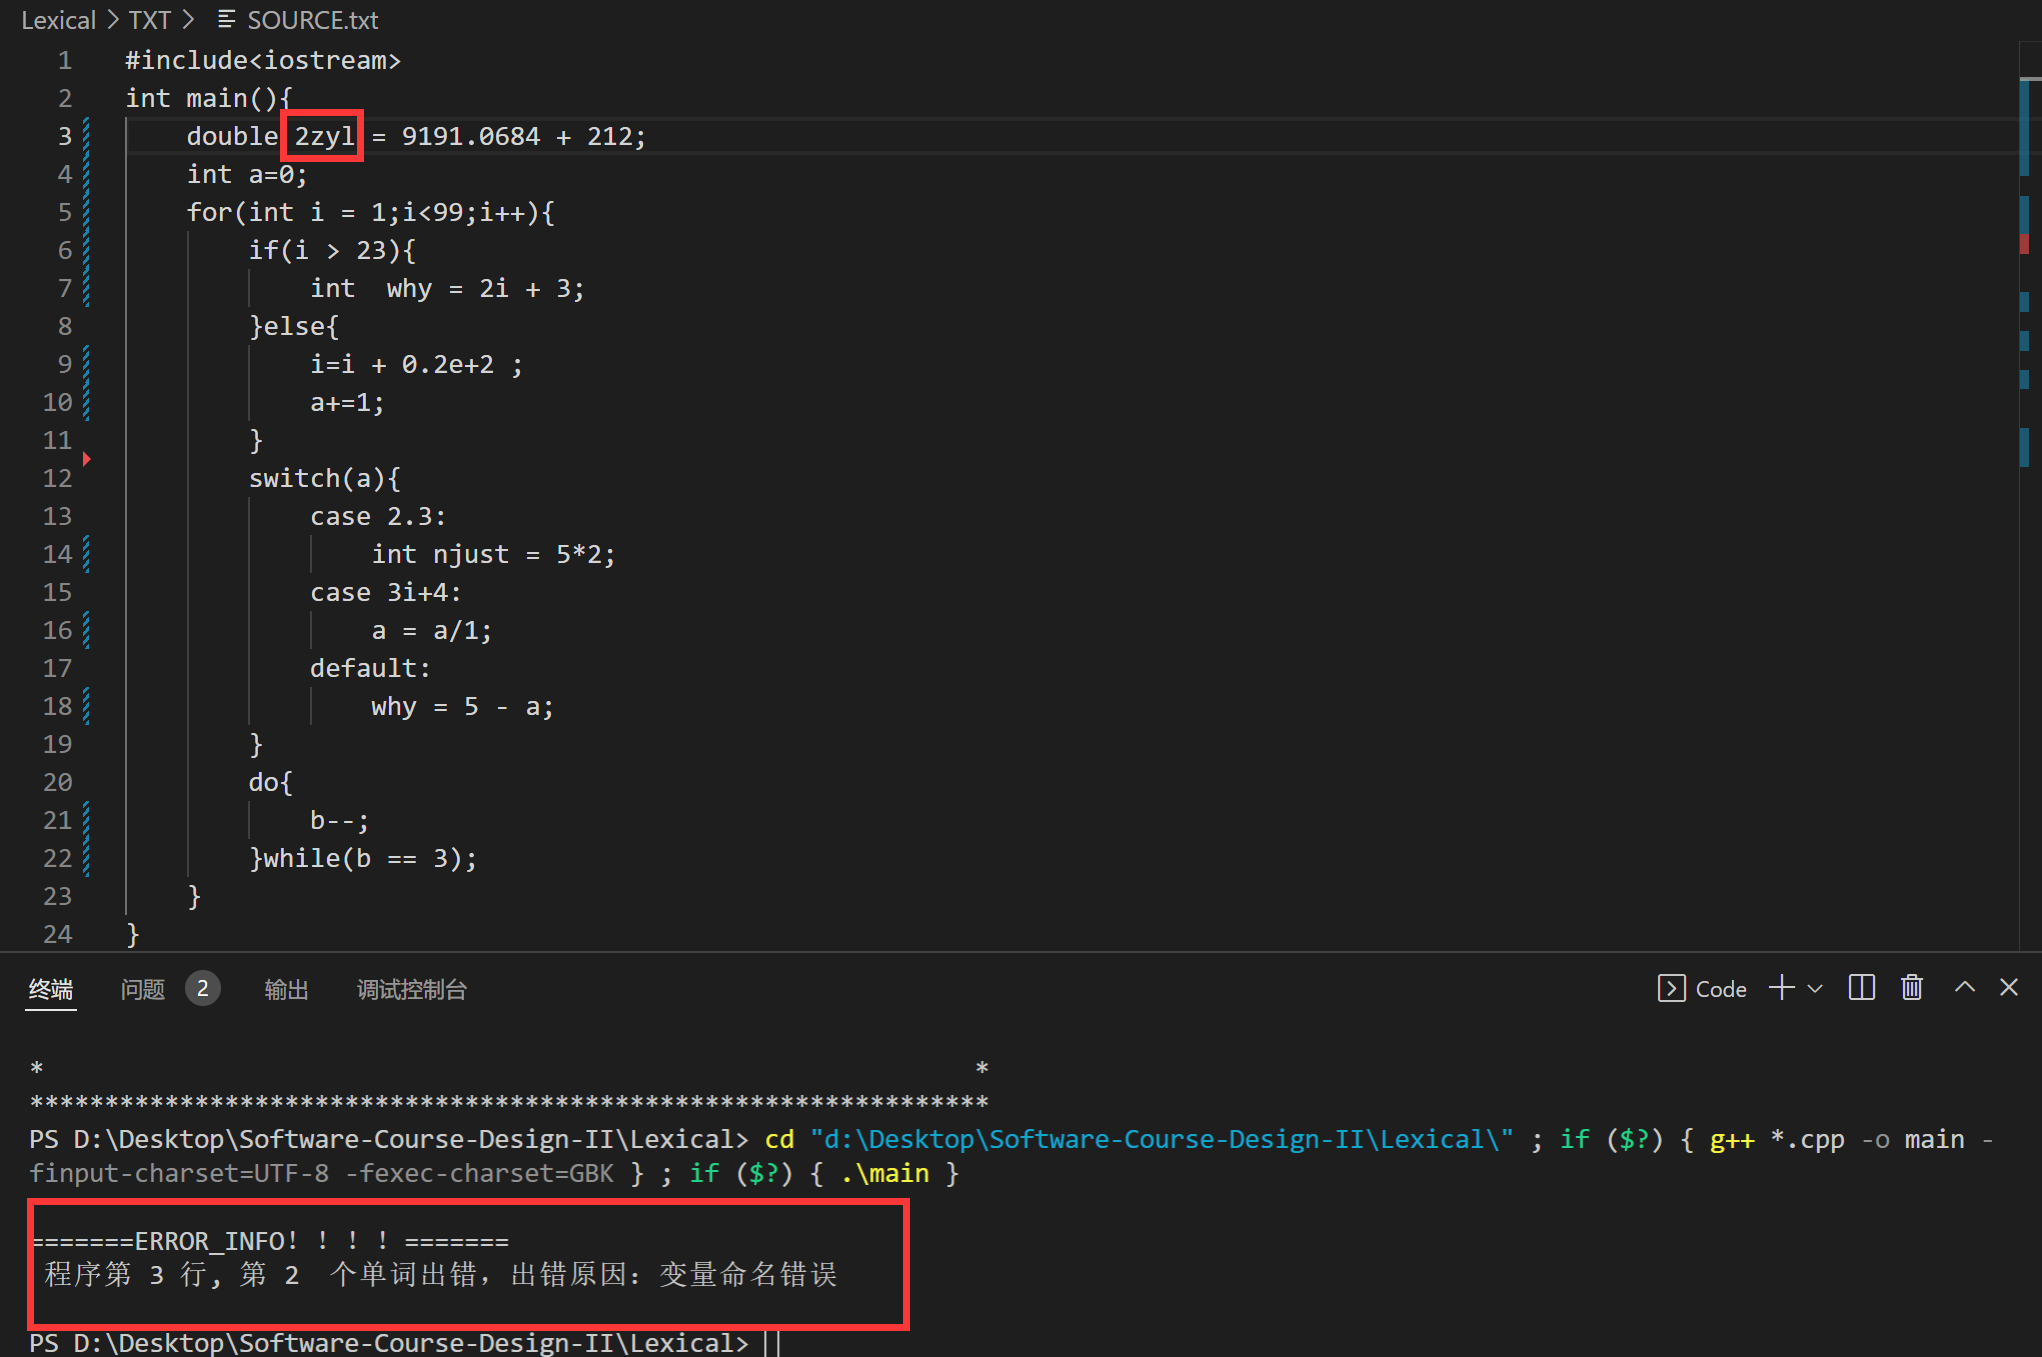 Lexical > TXT > SOURCE.txt
1 #include<iostream>
2 int main(){
3     double 2zyl = 9191.0684 + 212;
4     int a=0;
5     for(int i = 1;i<99;i++){
6         if(i > 23){
7             int  why = 2i + 3;
8         }else{
9             i=i + 0.2e+2 ;
10             a+=1;
11         }
12         switch(a){
13             case 2.3:
14                 int njust = 5*2;
15             case 3i+4:
16                 a = a/1;
17             default:
18                 why = 5 - a;
19         }
20         do{
21             b--;
22         }while(b == 3);
23     }
24 }
终端 问题 2 输出 调试控制台 Code
*                                                              *
****************************************************************
PS D:\Desktop\Software-Course-Design-II\Lexical> cd "d:\Desktop\Software-Course-Design-II\Lexical\" ; if ($?) { g++ *.cpp -o main -
finput-charset=UTF-8 -fexec-charset=GBK } ; if ($?) { .\main }
=======ERROR_INFO！！！！=======
程序第 3 行, 第 2  个单词出错，出错原因：变量命名错误
PS D:\Desktop\Software-Course-Design-II\Lexical>